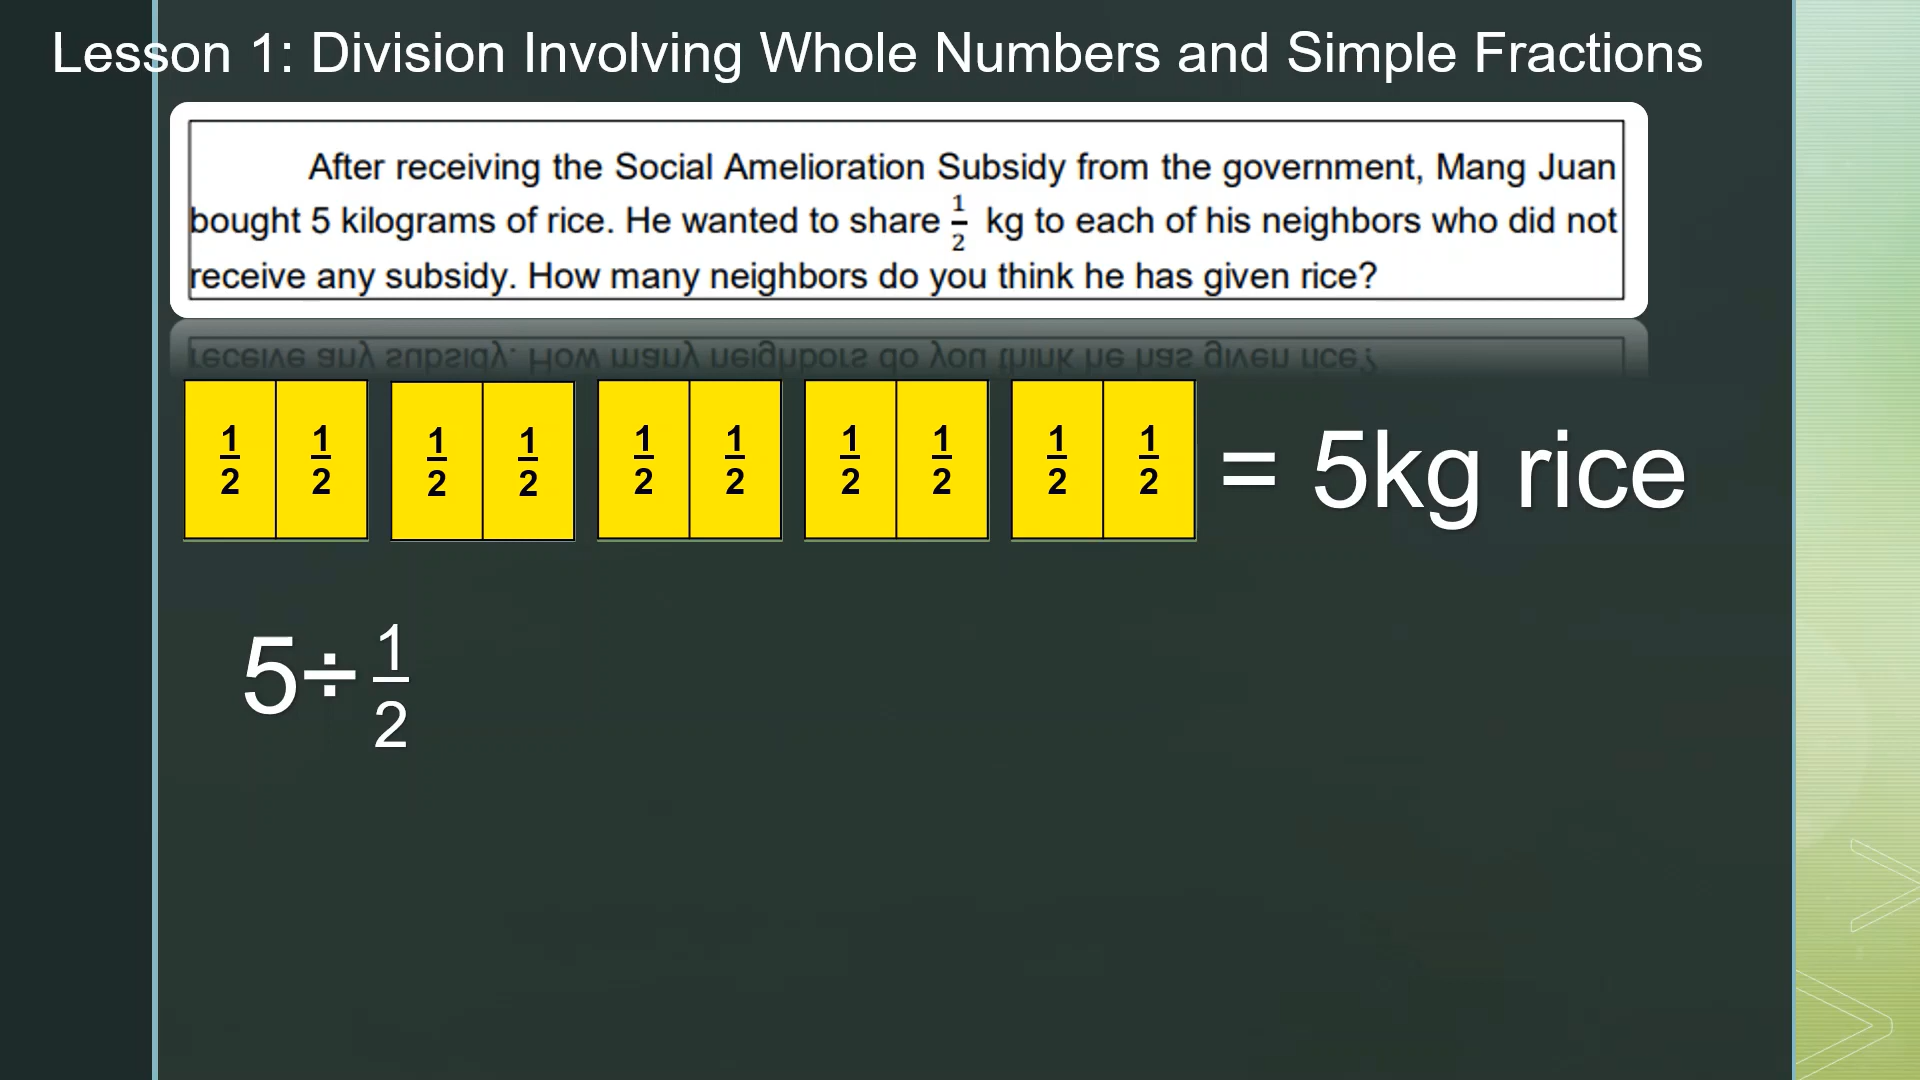 Lesson 1: Division Involving Whole Numbers and Simple Fractions
After receiving the Social Amelioration Subsidy from the government, Mang Juan
bought 5 kilograms of rice. He wanted to share 1/2 kg to each of his neighbors who did not
receive any subsidy. How many neighbors do you think he has given rice?
1/2 1/2 1/2 1/2 1/2 1/2 1/2 1/2 1/2 1/2 = 5kg rice
5÷1/2